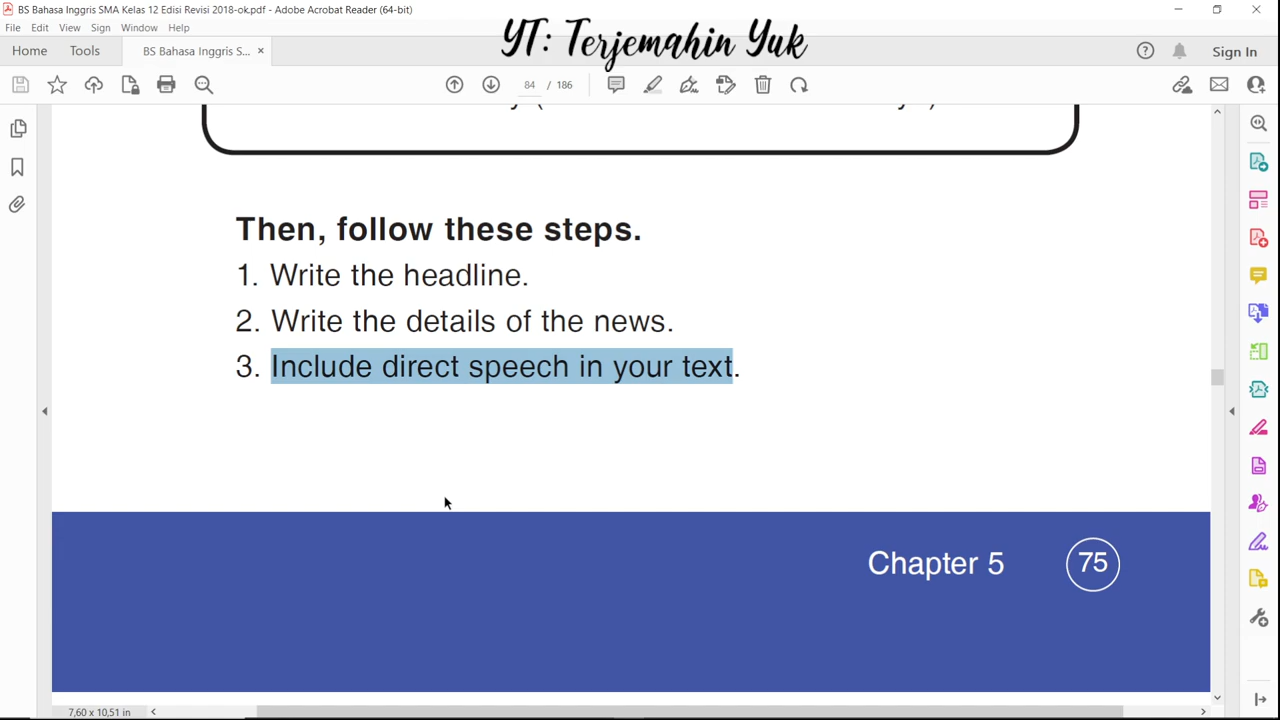 BS Bahasa Inggris SMA Kelas 12 Edisi Revisi 2018-ok.pdf - Adobe Acrobat Reader (64-bit)
YT: Terjemahin Yuk
File Edit View Sign Window Help
Home Tools BS Bahasa Inggris S... × Sign In
84 / 186
Then, follow these steps.
1. Write the headline.
2. Write the details of the news.
3. Include direct speech in your text.
Chapter 5 75
7,60 x 10,51 in